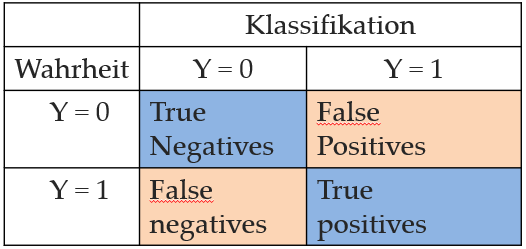 Klassifikation
Wahrheit Y = 0 Y = 1
Y = 0 True False
Negatives Positives
Y = 1 False True
negatives positives